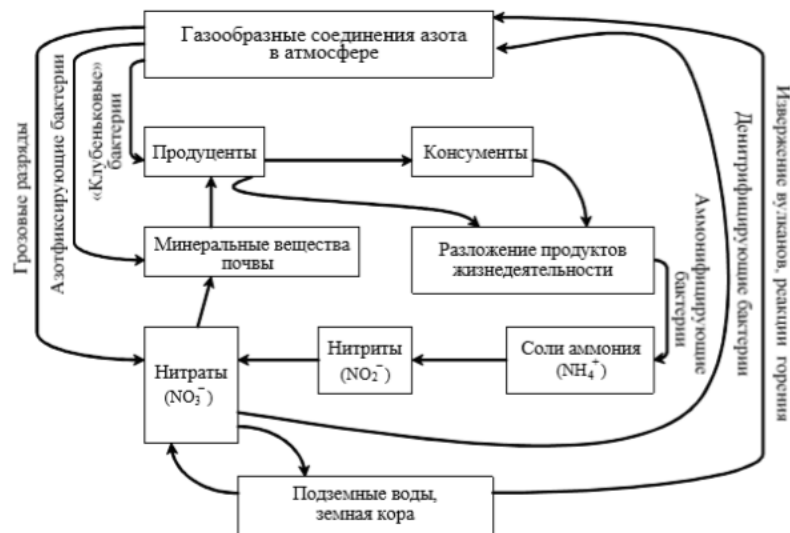 Газообразные соединения азота
в атмосфере
Грозовые разряды
Азотфиксирующие бактерии
«Клубеньковые»
бактерии
Продуценты
Консументы
Минеральные вещества
почвы
Разложение продуктов
жизнедеятельности
Аммонифицирующие
бактерии
Денитрифицирующие бактерии
Извержение вулканов, реакции горения
Нитраты
(NO₃⁻)
Нитриты
(NO₂⁻)
Соли аммония
(NH₄⁺)
Подземные воды,
земная кора